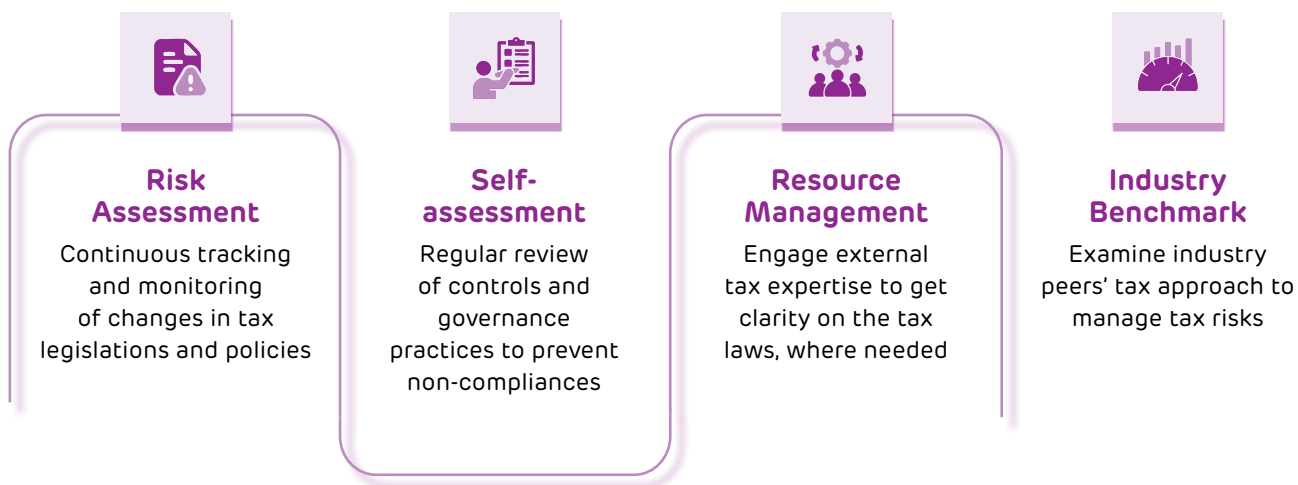 Risk
Assessment
Continuous tracking
and monitoring
of changes in tax
legislations and policies
Self-
assessment
Regular review
of controls and
governance
practices to prevent
non-compliances
Resource
Management
Engage external
tax expertise to get
clarity on the tax
laws, where needed
Industry
Benchmark
Examine industry
peers’ tax approach to
manage tax risks